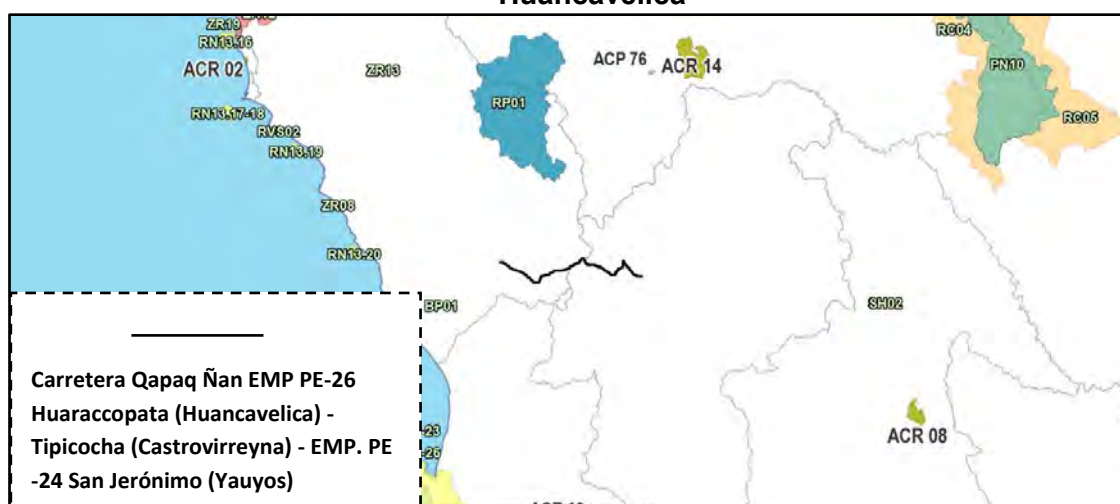 Huancavelica
ZR19
RN13.16
ACR 02
ZR13
ACP 76
ACR 14
RC04
PN10
RP01
RC05
RN13.17-18
RVS02
RN13.19
ZR08
RN13.20
BP01
SH02
Carretera Qapaq Ñan EMP PE-26
Huaraccopata (Huancavelica) -
Tipicocha (Castrovirreyna) - EMP. PE
-24 San Jerónimo (Yauyos)
-23
-26
ACR 08